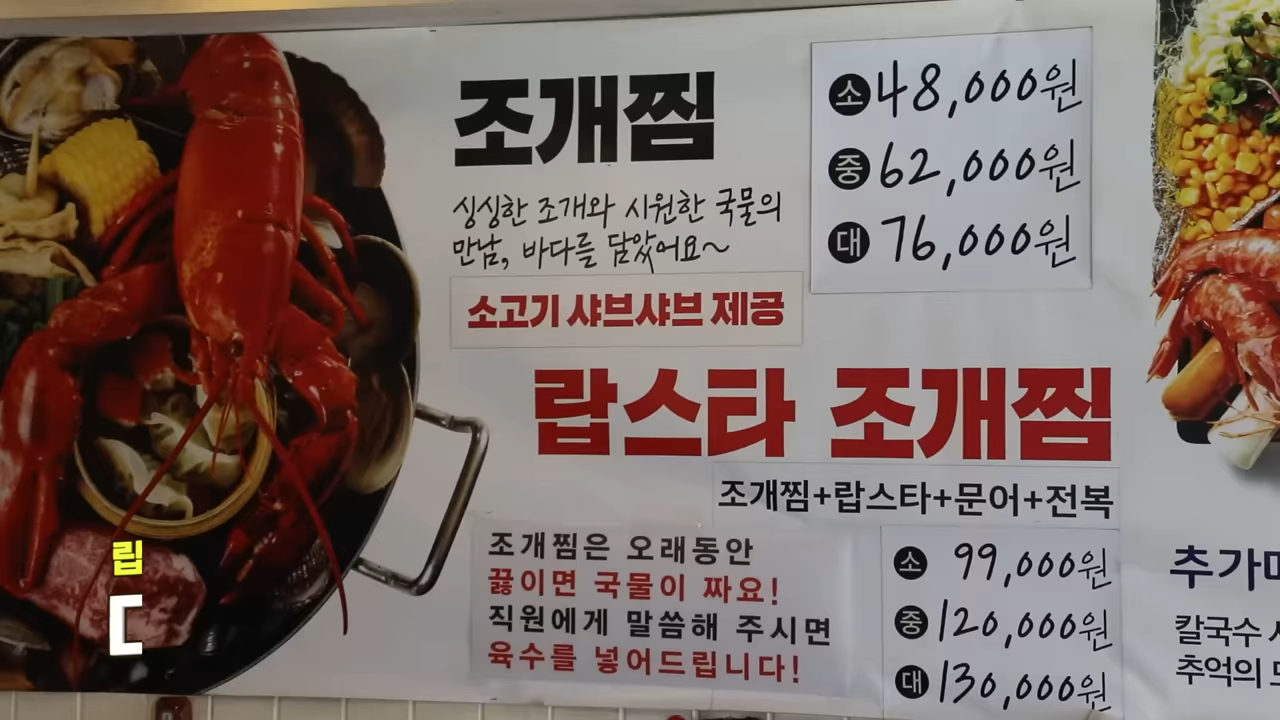 조개찜
싱싱한 조개와 시원한 국물의
만남, 바다를 담았어요~
소고기 샤브샤브 제공
소 48,000원
중 62,000원
대 76,000원
랍스타 조개찜
조개찜+랍스타+문어+전복
조개찜은 오래동안
끓이면 국물이 짜요!
직원에게 말씀해 주시면
육수를 넣어드립니다!
소 99,000원
중 120,000원
대 130,000원
추가
칼국수
추억의
립